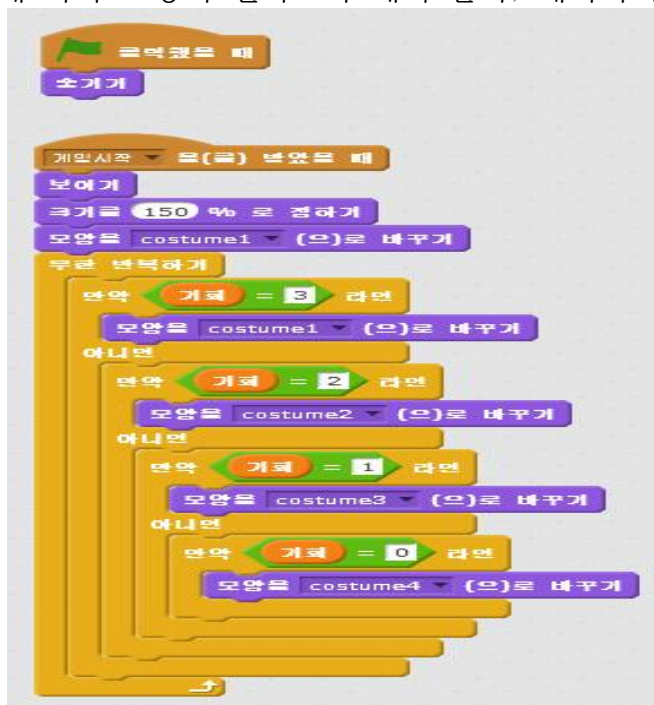 클릭했을 때
숨기기
게임시작 을(를) 받았을 때
보이기
크기를 150 % 로 정하기
모양을 costume1 (으)로 바꾸기
무한 반복하기
만약 기회 = 3 라면
모양을 costume1 (으)로 바꾸기
아니면
만약 기회 = 2 라면
모양을 costume2 (으)로 바꾸기
아니면
만약 기회 = 1 라면
모양을 costume3 (으)로 바꾸기
아니면
만약 기회 = 0 라면
모양을 costume4 (으)로 바꾸기